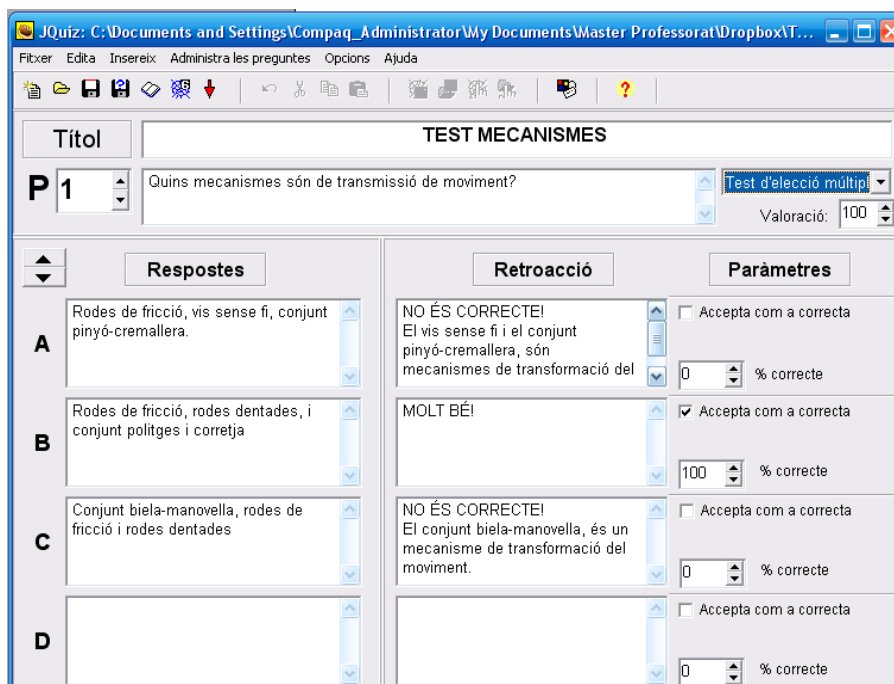 JQuiz: C:\Documents and Settings\Compaq_Administrator\My Documents\Master Professorat\Dropbox\T...
Fitxer Edita Insereix Administra les preguntes Opcions Ajuda
Títol
TEST MECANISMES
P 1
Quins mecanismes són de transmissió de moviment?
Test d'elecció múltipl
Valoració: 100
Respostes
Retroacció
Paràmetres
A
Rodes de fricció, vis sense fi, conjunt
pinyó-cremallera.
NO ÉS CORRECTE!
El vis sense fi i el conjunt
pinyó-cremallera, són
mecanismes de transformació del
Accepta com a correcta
0 % correcte
B
Rodes de fricció, rodes dentades, i
conjunt politges i corretja
MOLT BÉ!
Accepta com a correcta
100 % correcte
C
Conjunt biela-manovella, rodes de
fricció i rodes dentades
NO ÉS CORRECTE!
El conjunt biela-manovella, és un
mecanisme de transformació del
moviment.
Accepta com a correcta
0 % correcte
D
Accepta com a correcta
0 % correcte